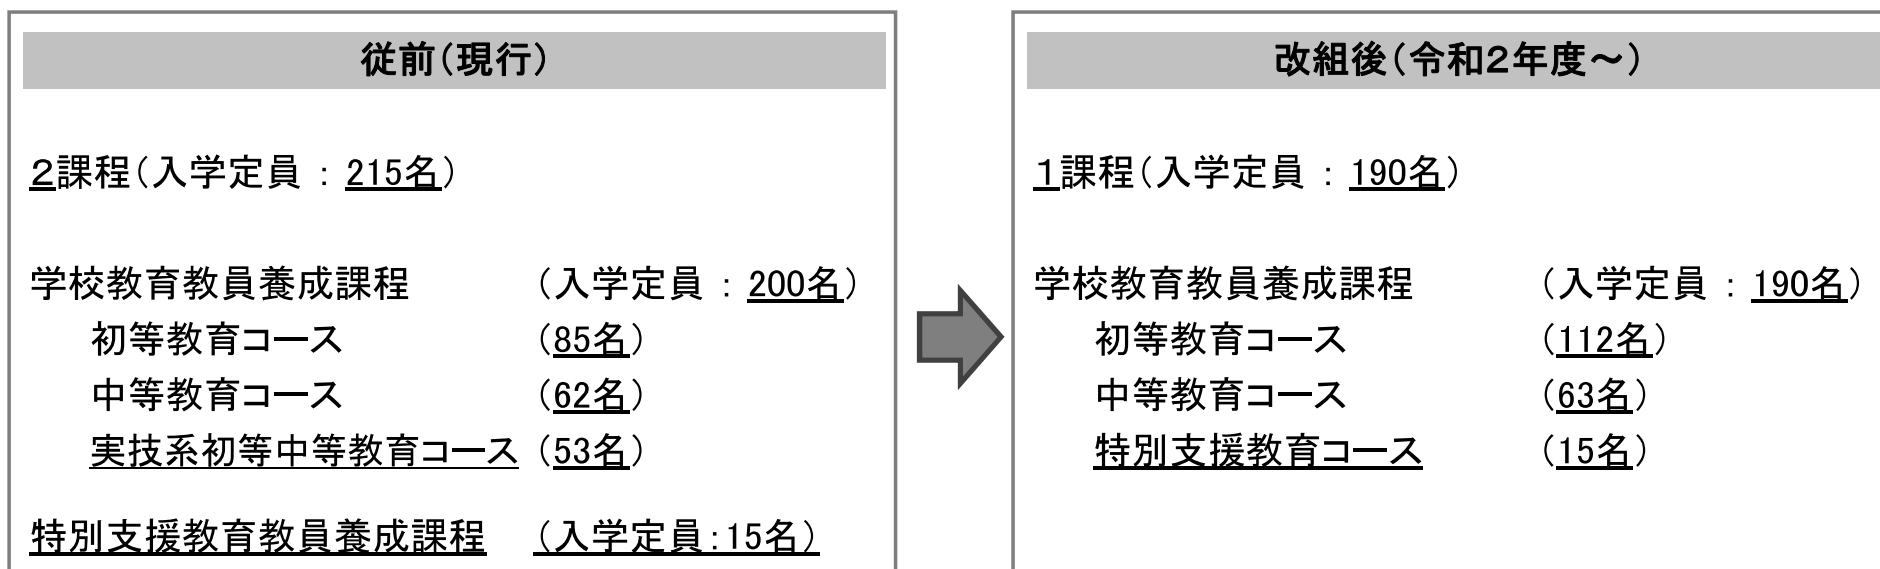 従前(現行)
2課程(入学定員 : 215名)
学校教育教員養成課程 (入学定員 : 200名)
初等教育コース (85名)
中等教育コース (62名)
実技系初等中等教育コース (53名)
特別支援教育教員養成課程 (入学定員:15名)
改組後(令和2年度~)
1課程(入学定員 : 190名)
学校教育教員養成課程 (入学定員 : 190名)
初等教育コース (112名)
中等教育コース (63名)
特別支援教育コース (15名)